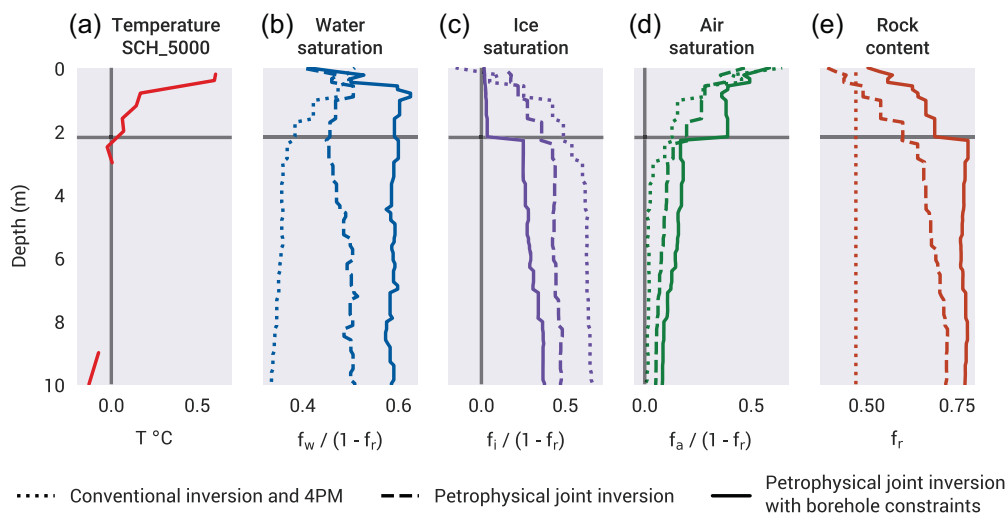 (a) Temperature
SCH_5000
(b) Water
saturation
(c) Ice
saturation
(d) Air
saturation
(e) Rock
content
0
2
4
6
8
10
Depth (m)
0.0 0.5
T °C
0.4 0.6
f_w / (1 - f_r)
0.0 0.5
f_i / (1 - f_r)
0.0 0.5
f_a / (1 - f_r)
0.50 0.75
f_r
Conventional inversion and 4PM
Petrophysical joint inversion
Petrophysical joint inversion
with borehole constraints